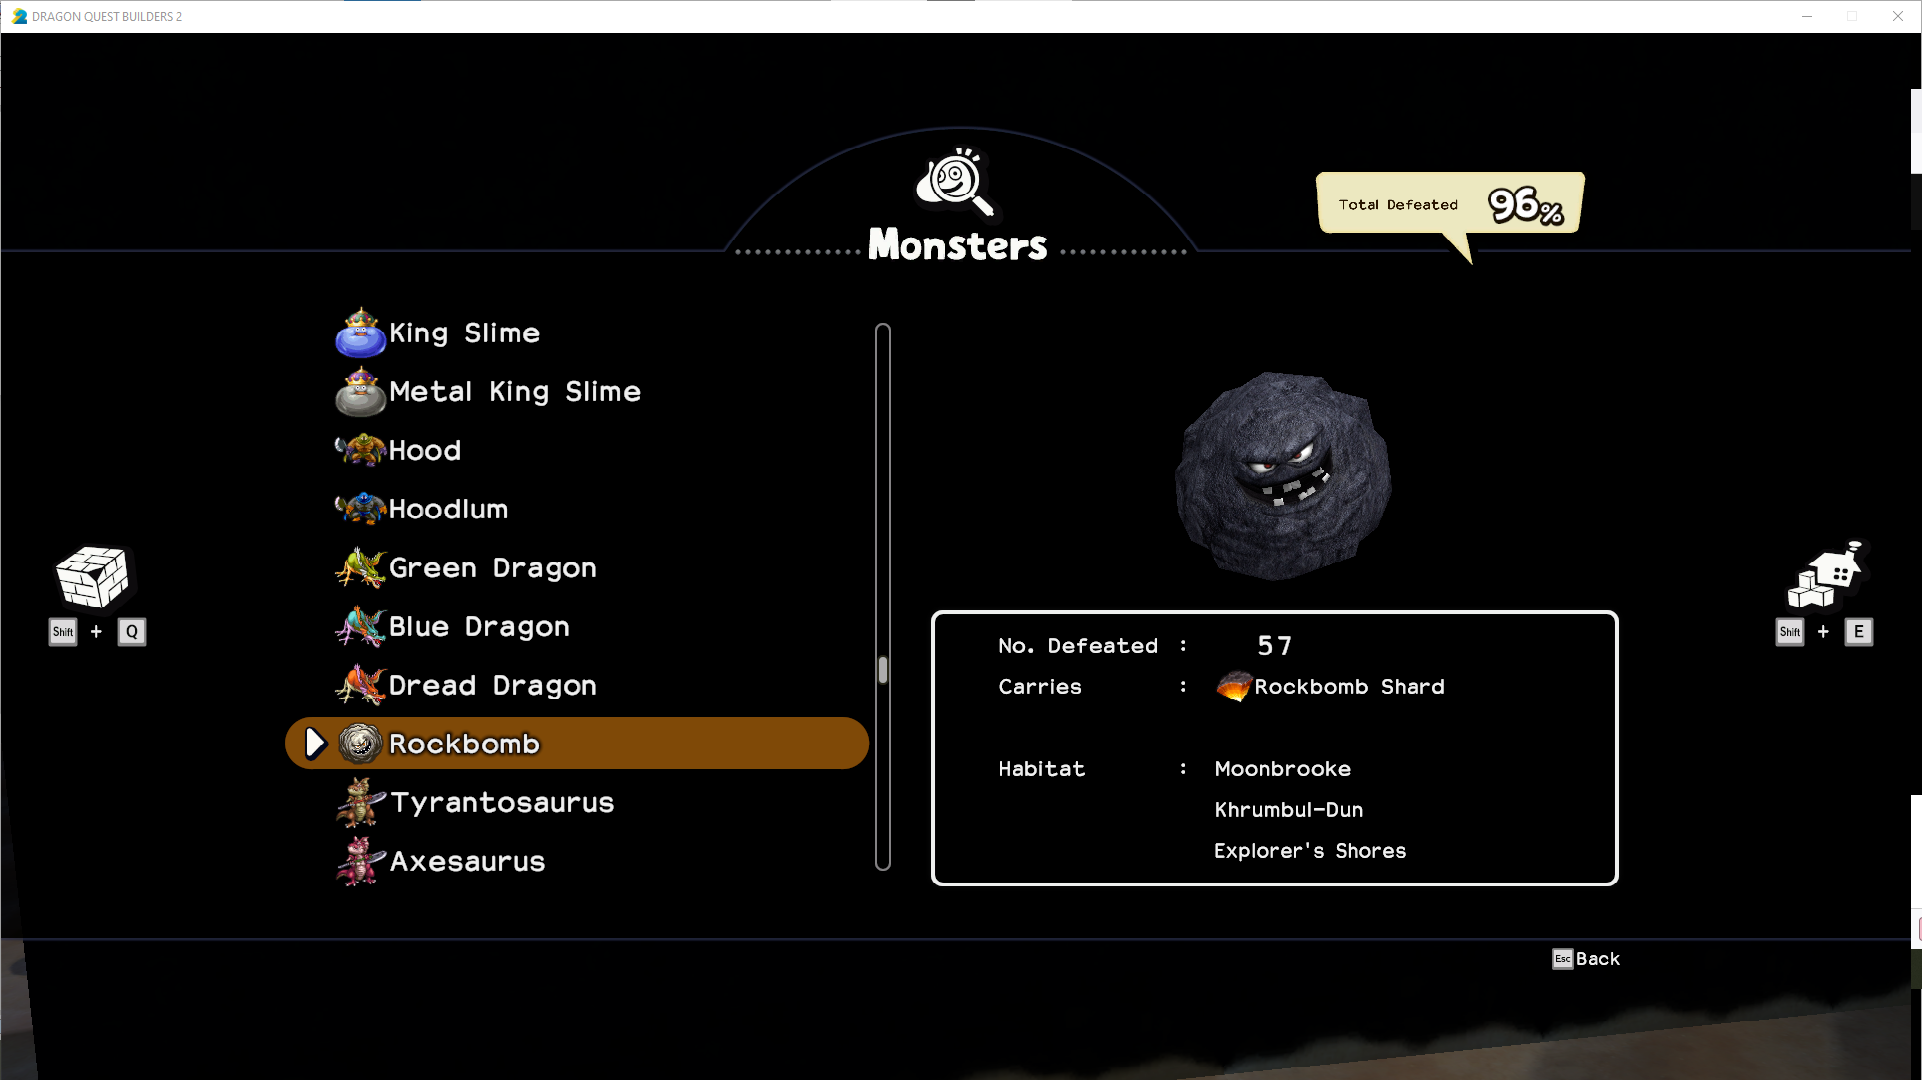 DRAGON QUEST BUILDERS 2
Total Defeated 96%
Monsters
King Slime
Metal King Slime
Hood
Hoodlum
Green Dragon
Blue Dragon
Dread Dragon
Rockbomb
Tyrantosaurus
Axesaurus
Shift + Q
Shift + E
No. Defeated : 57
Carries : Rockbomb Shard
Habitat : Moonbrooke
Khrumbul-Dun
Explorer's Shores
Esc Back